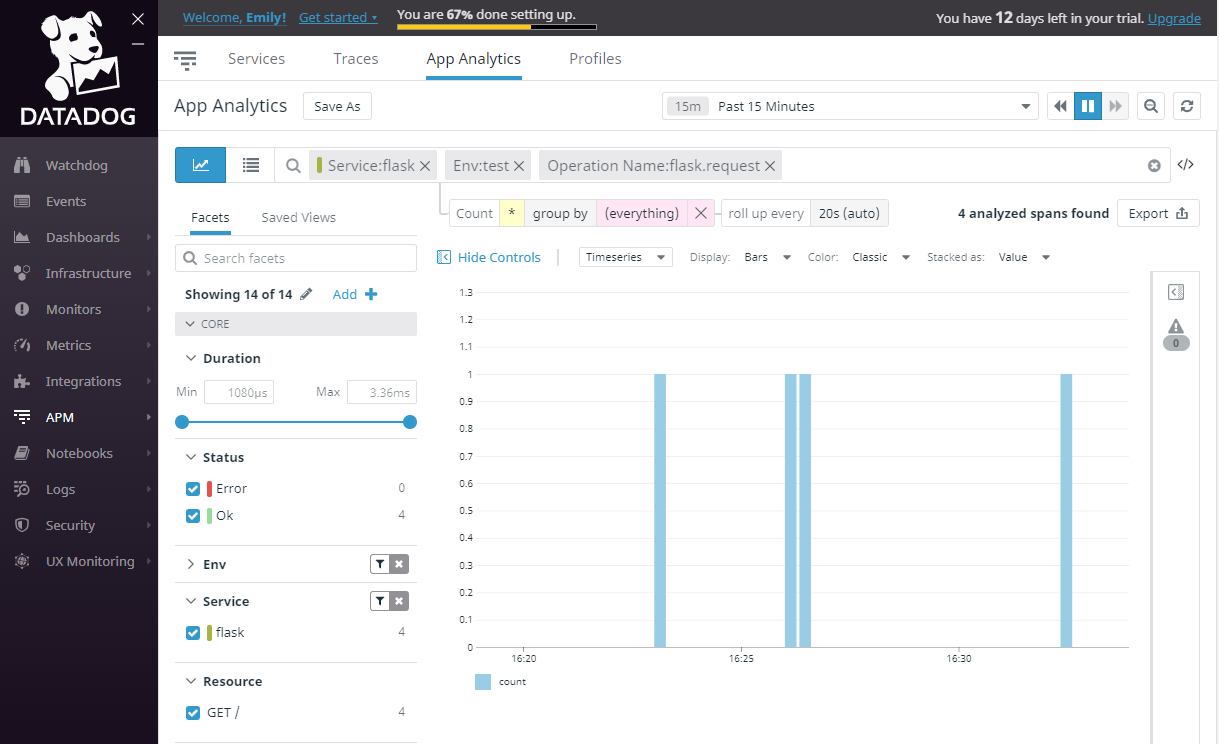 Welcome, Emily! Get started You are 67% done setting up. You have 12 days left in your trial. Upgrade
DATADOG
Watchdog
Events
Dashboards
Infrastructure
Monitors
Metrics
Integrations
APM
Notebooks
Logs
Security
UX Monitoring
Services Traces App Analytics Profiles
App Analytics Save As 15m Past 15 Minutes
Service:flask Env:test Operation Name:flask.request
Count * group by (everything) roll up every 20s (auto) 4 analyzed spans found Export
Facets Saved Views
Search facets
Showing 14 of 14 Add
CORE
Duration
Min 1080µs Max 3.36ms
Status
Error 0
Ok 4
Env
Service
flask 4
Resource
GET / 4
Hide Controls Timeseries Display: Bars Color: Classic Stacked as: Value
1.3
1.2
1.1
1
0.9
0.8
0.7
0.6
0.5
0.4
0.3
0.2
0.1
0
16:20 16:25 16:30
count
0